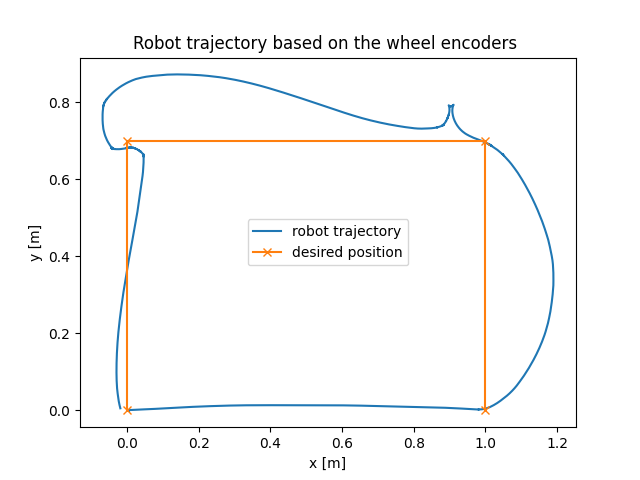 Robot trajectory based on the wheel encoders
y [m]
0.8
0.6
0.4
0.2
0.0
robot trajectory
desired position
0.0 0.2 0.4 0.6 0.8 1.0 1.2
x [m]